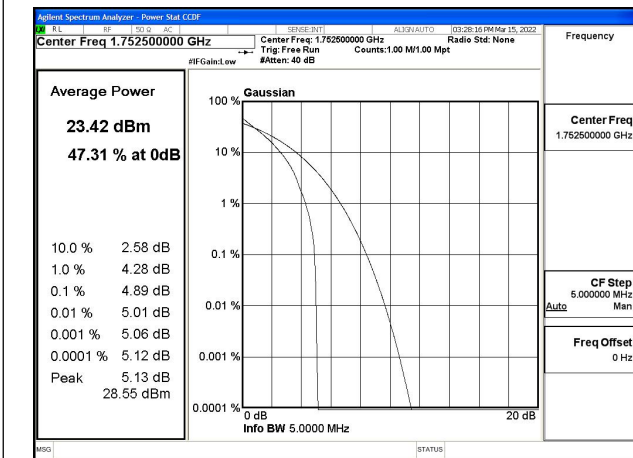 Agilent Spectrum Analyzer - Power Stat CCDF
RL RF 50 Ω AC SENSE:INT ALIGN AUTO 03:28:16 PM Mar 15, 2022
Center Freq 1.752500000 GHz
Center Freq: 1.752500000 GHz Radio Std: None
Trig: Free Run Counts:1.00 M/1.00 Mpt
#IFGain:Low #Atten: 40 dB
Frequency
Average Power
23.42 dBm
47.31 % at 0dB
10.0 % 2.58 dB
1.0 % 4.28 dB
0.1 % 4.89 dB
0.01 % 5.01 dB
0.001 % 5.06 dB
0.0001 % 5.12 dB
Peak 5.13 dB
28.55 dBm
Gaussian
100 %
10 %
1 %
0.1 %
0.01 %
0.001 %
0.0001 %
0 dB 20 dB
Info BW 5.0000 MHz
Center Freq
1.752500000 GHz
CF Step
5.000000 MHz
Auto Man
Freq Offset
0 Hz
MSG STATUS